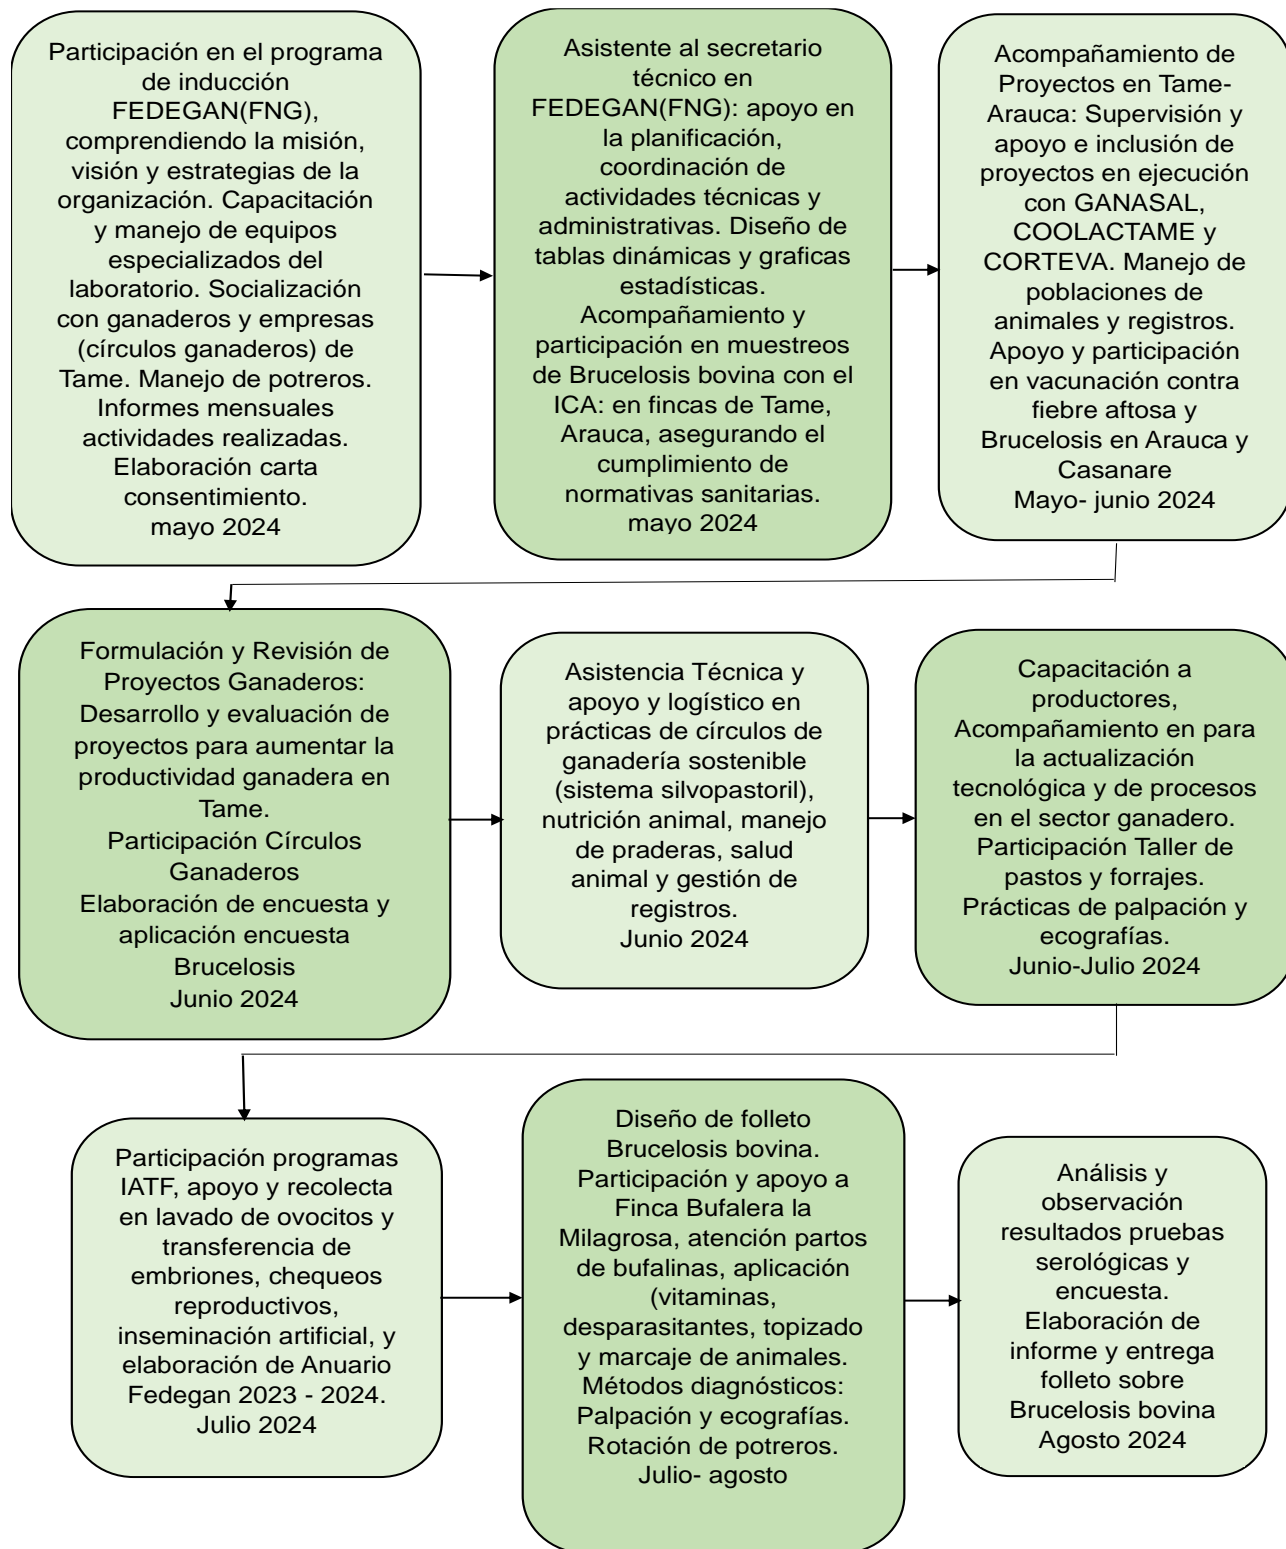 Participación en el programa
de inducción
FEDEGAN(FNG),
comprendiendo la misión,
visión y estrategias de la
organización. Capacitación
y manejo de equipos
especializados del
laboratorio. Socialización
con ganaderos y empresas
(círculos ganaderos) de
Tame. Manejo de potreros.
Informes mensuales
actividades realizadas.
Elaboración carta
consentimiento.
mayo 2024
Asistente al secretario
técnico en
FEDEGAN(FNG): apoyo en
la planificación,
coordinación de
actividades técnicas y
administrativas. Diseño de
tablas dinámicas y graficas
estadísticas.
Acompañamiento y
participación en muestreos
de Brucelosis bovina con el
ICA: en fincas de Tame,
Arauca, asegurando el
cumplimiento de
normativas sanitarias.
mayo 2024
Acompañamiento de
Proyectos en Tame-
Arauca: Supervisión y
apoyo e inclusión de
proyectos en ejecución
con GANASAL,
COOLACTAME y
CORTEVA. Manejo de
poblaciones de
animales y registros.
Apoyo y participación
en vacunación contra
fiebre aftosa y
Brucelosis en Arauca y
Casanare
Mayo- junio 2024
Formulación y Revisión de
Proyectos Ganaderos:
Desarrollo y evaluación de
proyectos para aumentar la
productividad ganadera en
Tame.
Participación Círculos
Ganaderos
Elaboración de encuesta y
aplicación encuesta
Brucelosis
Junio 2024
Asistencia Técnica y
apoyo y logístico en
prácticas de círculos de
ganadería sostenible
(sistema silvopastoril),
nutrición animal, manejo
de praderas, salud
animal y gestión de
registros.
Junio 2024
Capacitación a
productores,
Acompañamiento en para
la actualización
tecnológica y de procesos
en el sector ganadero.
Participación Taller de
pastos y forrajes.
Prácticas de palpación y
ecografías.
Junio-Julio 2024
Participación programas
IATF, apoyo y recolecta
en lavado de ovocitos y
transferencia de
embriones, chequeos
reproductivos,
inseminación artificial, y
elaboración de Anuario
Fedegan 2023 - 2024.
Julio 2024
Diseño de folleto
Brucelosis bovina.
Participación y apoyo a
Finca Bufalera la
Milagrosa, atención partos
de bufalinas, aplicación
(vitaminas,
desparasitantes, topizado
y marcaje de animales.
Métodos diagnósticos:
Palpación y ecografías.
Rotación de potreros.
Julio- agosto
Análisis y
observación
resultados pruebas
serológicas y
encuesta.
Elaboración de
informe y entrega
folleto sobre
Brucelosis bovina
Agosto 2024